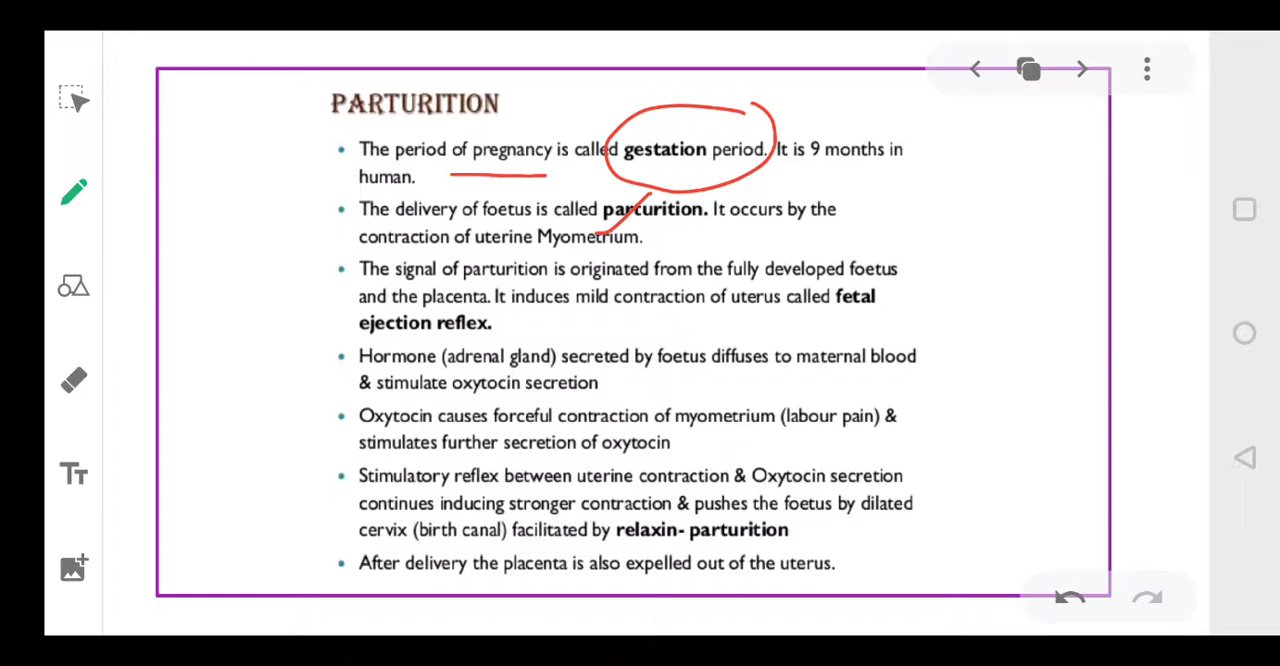 PARTURITION
• The period of pregnancy is called gestation period. It is 9 months in
human.
• The delivery of foetus is called parturition. It occurs by the
contraction of uterine Myometrium.
• The signal of parturition is originated from the fully developed foetus
and the placenta. It induces mild contraction of uterus called fetal
ejection reflex.
• Hormone (adrenal gland) secreted by foetus diffuses to maternal blood
& stimulate oxytocin secretion
• Oxytocin causes forceful contraction of myometrium (labour pain) &
stimulates further secretion of oxytocin
• Stimulatory reflex between uterine contraction & Oxytocin secretion
continues inducing stronger contraction & pushes the foetus by dilated
cervix (birth canal) facilitated by relaxin- parturition
• After delivery the placenta is also expelled out of the uterus.
TT